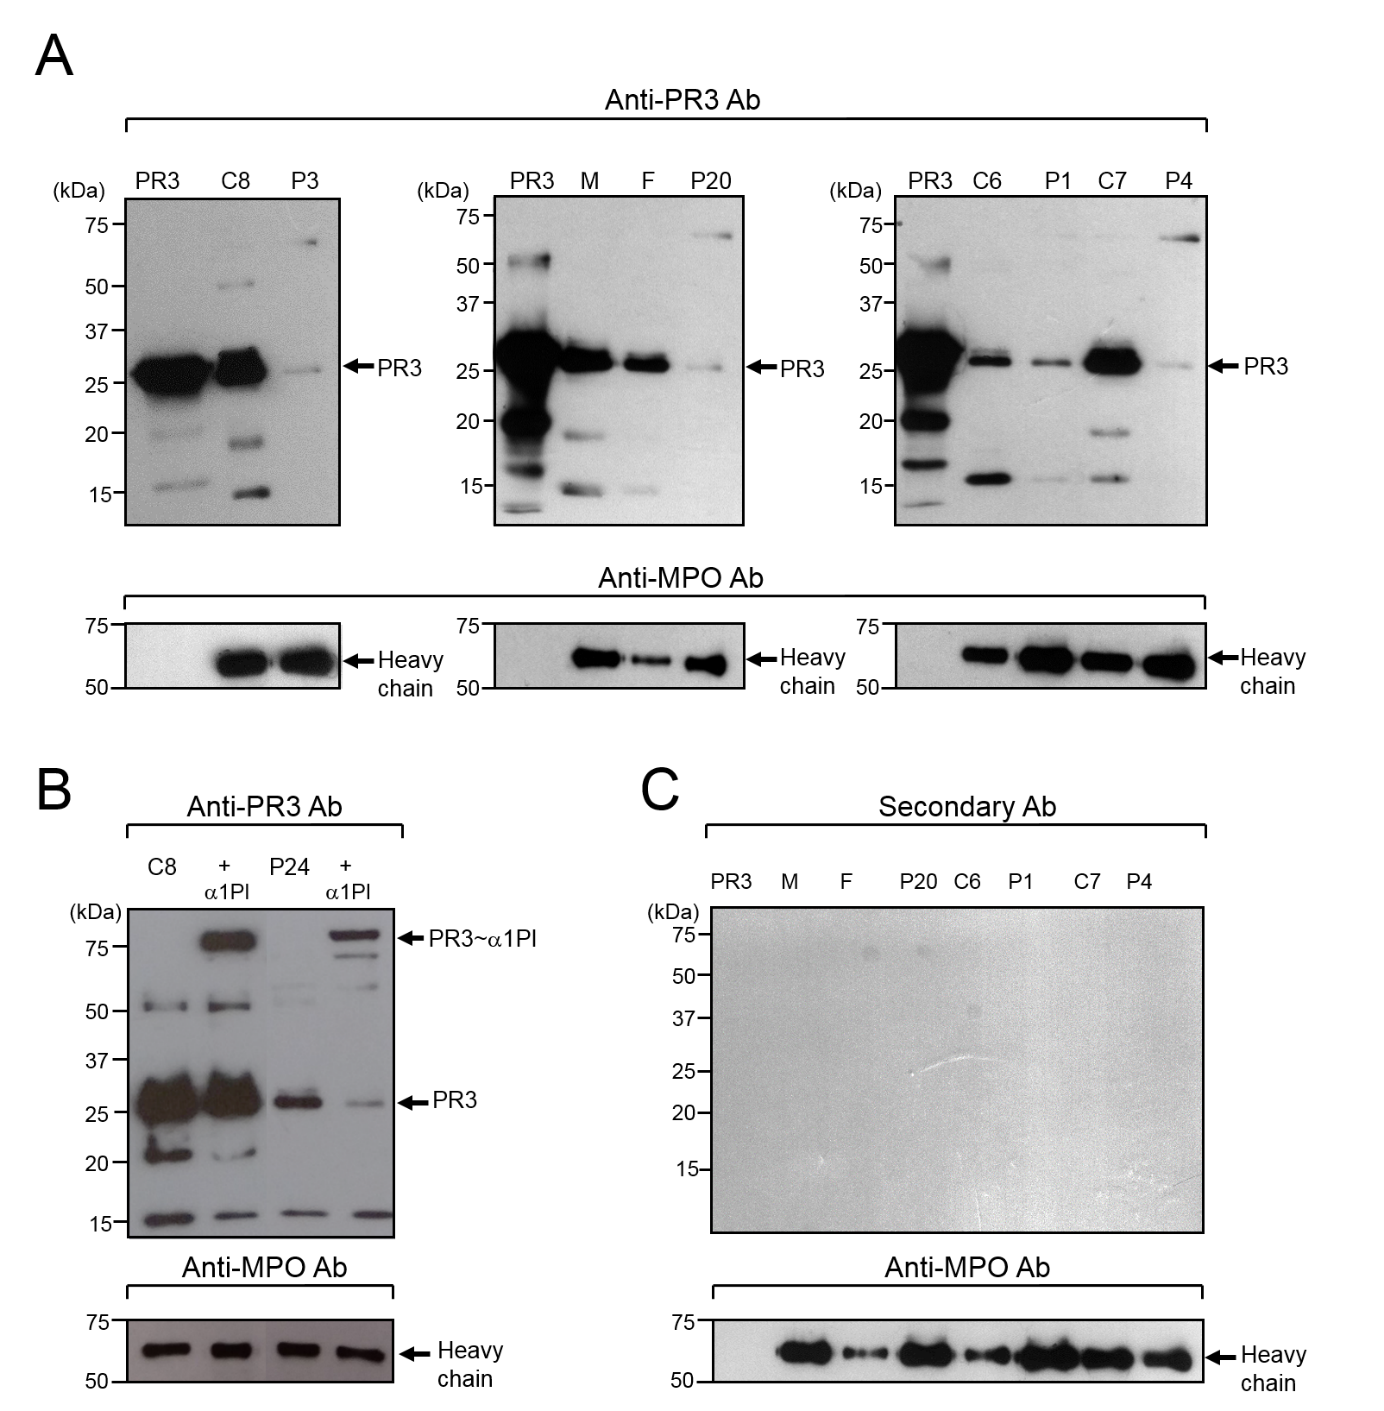 A
Anti-PR3 Ab
(kDa) PR3 C8 P3
75
50
37
25
20
15
PR3
(kDa) PR3 M F P20
75
50
37
25
20
15
PR3
(kDa) PR3 C6 P1 C7 P4
75
50
37
25
20
15
PR3
Anti-MPO Ab
75
50
Heavy
chain
75
50
Heavy
chain
75
50
Heavy
chain
B
Anti-PR3 Ab
C8 + P24 +
α1PI α1PI
(kDa)
75
50
37
25
20
15
PR3~α1PI
PR3
Anti-MPO Ab
75
50
Heavy
chain
C
Secondary Ab
PR3 M F P20 C6 P1 C7 P4
(kDa)
75
50
37
25
20
15
Anti-MPO Ab
75
50
Heavy
chain